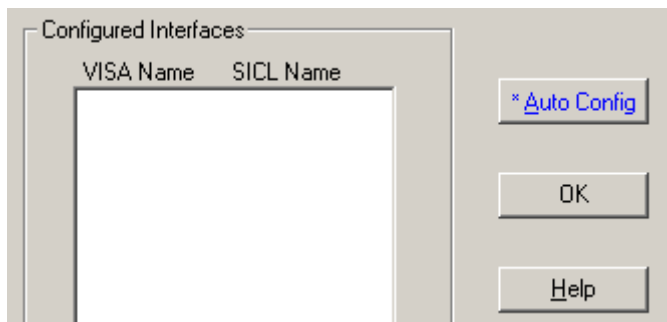 Configured Interfaces
VISA Name SICL Name
* Auto Config
OK
Help